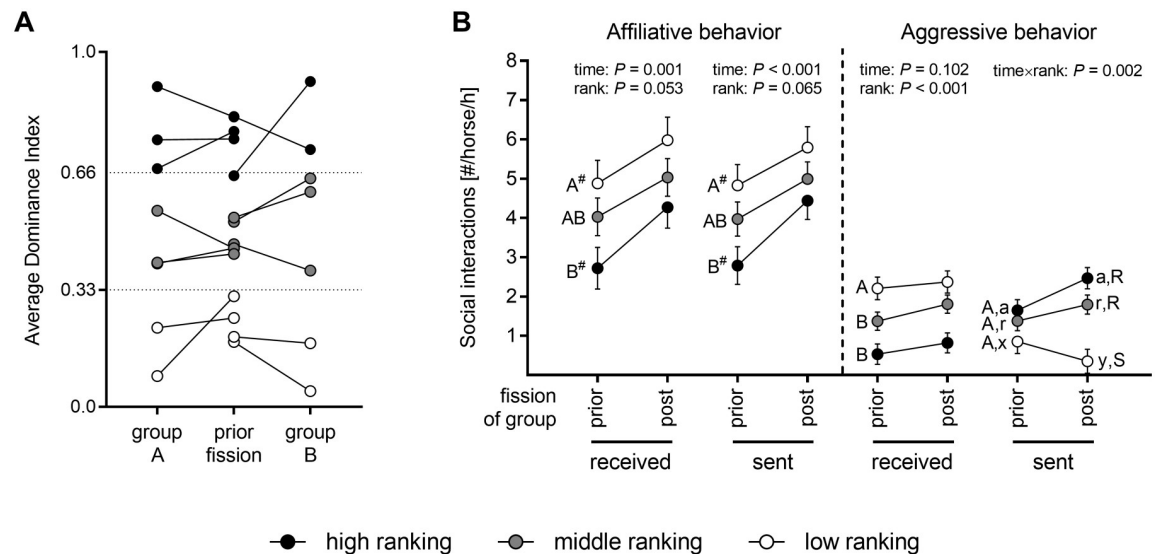 A
Average Dominance Index
1.0
0.66
0.33
0.0
group
A
prior
fission
group
B
B
Affiliative behavior
Aggressive behavior
Social interactions [#/horse/h]
8
7
6
5
4
3
2
1
time: P = 0.001
rank: P = 0.053
time: P < 0.001
rank: P = 0.065
time: P = 0.102
rank: P < 0.001
time×rank: P = 0.002
A#
AB
B#
A#
AB
B#
A
B
B
A,a
A,r
A,x
a,R
r,R
y,S
fission
of group
prior
post
prior
post
prior
post
prior
post
received
sent
received
sent
high ranking
middle ranking
low ranking